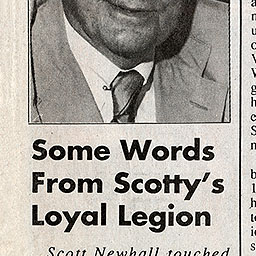 Some Words
From Scotty's
Loyal Legion
Scott Newhall touched